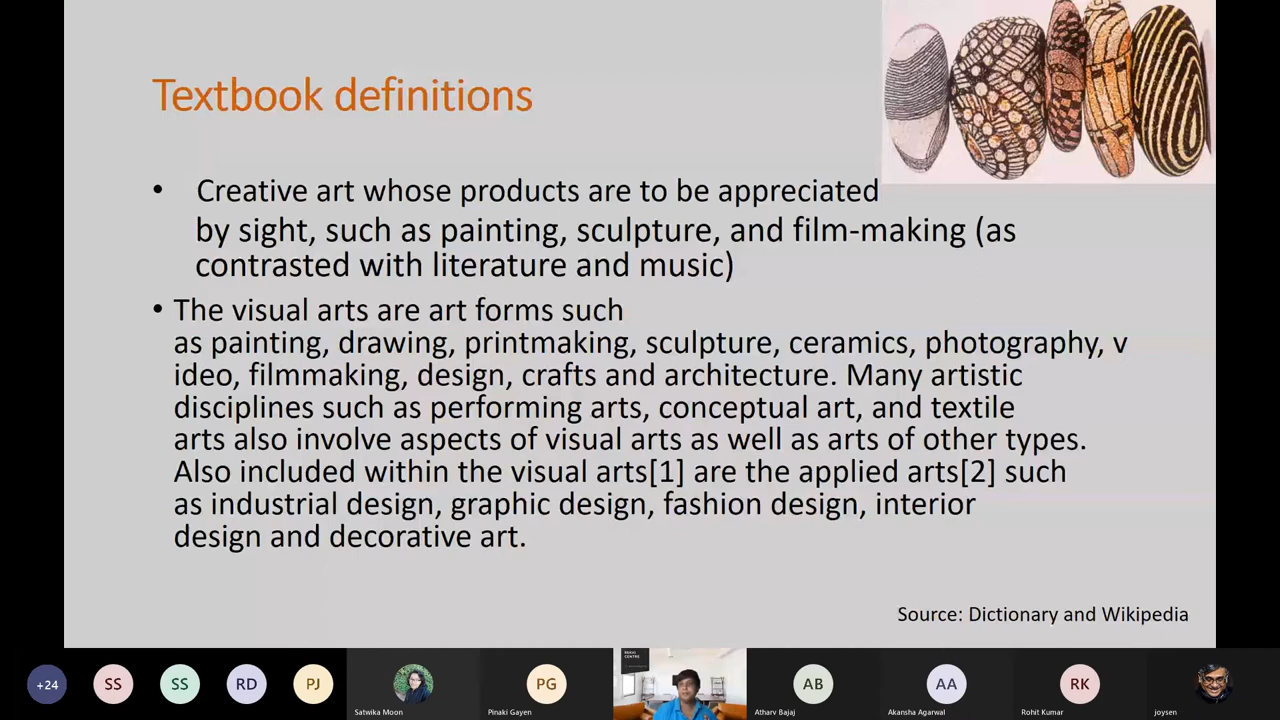 Textbook definitions
• Creative art whose products are to be appreciated
by sight, such as painting, sculpture, and film-making (as
contrasted with literature and music)
• The visual arts are art forms such
as painting, drawing, printmaking, sculpture, ceramics, photography, v
ideo, filmmaking, design, crafts and architecture. Many artistic
disciplines such as performing arts, conceptual art, and textile
arts also involve aspects of visual arts as well as arts of other types.
Also included within the visual arts[1] are the applied arts[2] such
as industrial design, graphic design, fashion design, interior
design and decorative art.
Source: Dictionary and Wikipedia
+24
SS
SS
RD
PJ
PG
AB
AA
RK
Satwika Moon
Pinaki Gayen
Atharv Bajaj
Akansha Agarwal
Rohit Kumar
joysen